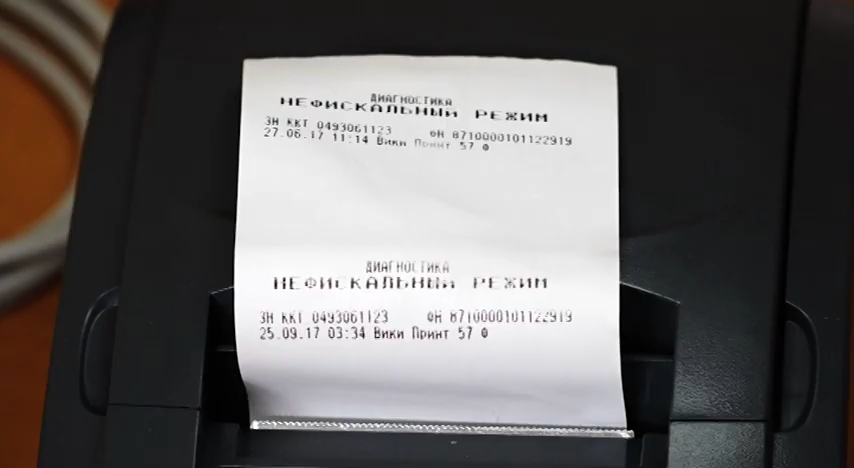 ДИАГНОСТИКА
НЕФИСКАЛЬНЫЙ РЕЖИМ
ЗН ККТ 0493061123 ФН 8710000101122919
27.06.17 11:14 Вики Принт 57 Ф
ДИАГНОСТИКА
НЕФИСКАЛЬНЫЙ РЕЖИМ
ЗН ККТ 0493061123 ФН 8710000101122919
25.09.17 03:34 Вики Принт 57 Ф